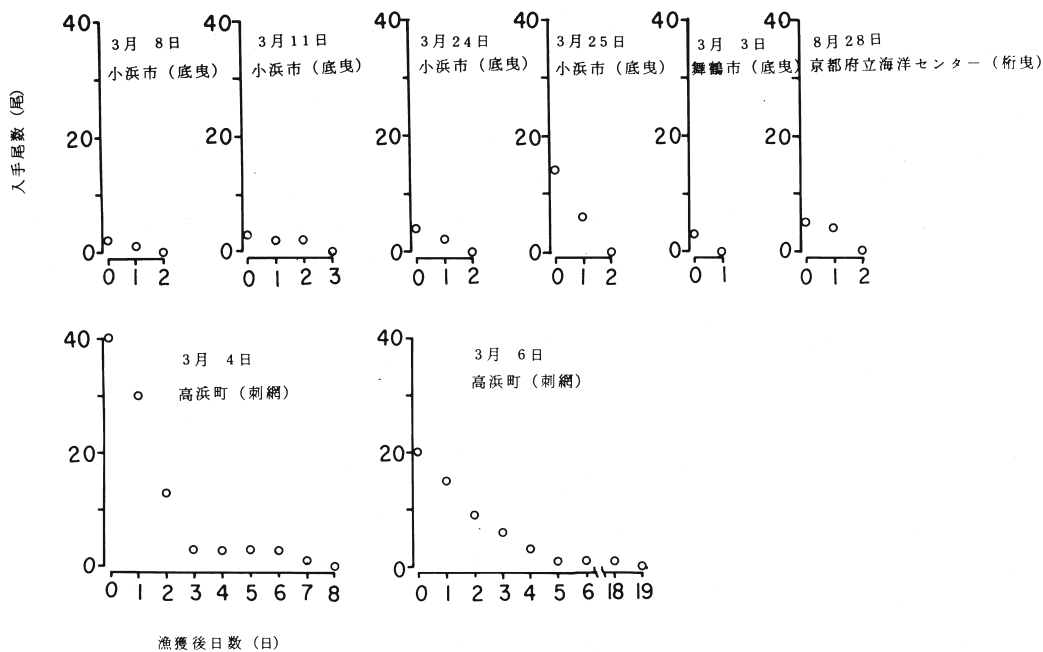 入手尾数（尾）
40
20
0
3月　8日
小浜市（底曳）
0 1 2
40
20
0
3月11日
小浜市（底曳）
0 1 2 3
40
20
0
3月24日
小浜市（底曳）
0 1 2
40
20
0
3月25日
小浜市（底曳）
0 1 2
40
20
0
3月　3日
舞鶴市（底曳）
0 1
40
20
0
8月28日
京都府立海洋センター（桁曳）
0 1 2
40
20
0
3月　4日
高浜町（刺網）
0 1 2 3 4 5 6 7 8
40
20
0
3月　6日
高浜町（刺網）
0 1 2 3 4 5 6 18 19
漁獲後日数（日）